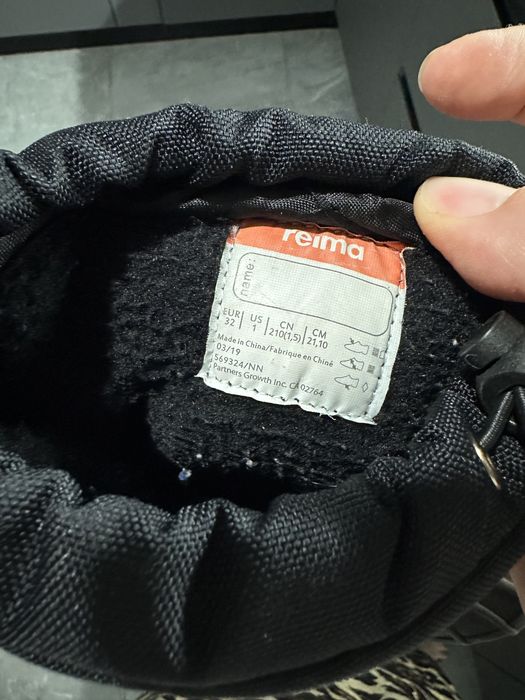 reima
name:
EUR 32 | US 1 | CN 210(1,5) | CM 21,10
Made in China/Fabriqué en Chine
03/19
569324/NN
Partners Growth Inc. CA02764